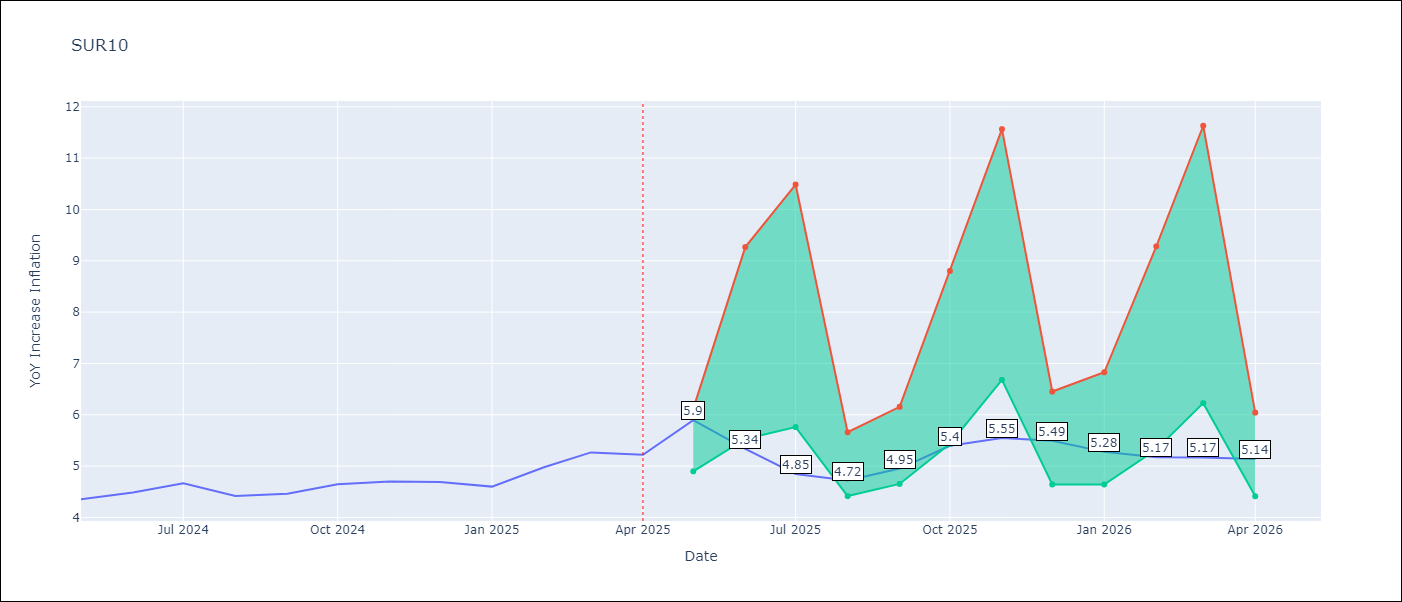 SUR10
YoY Increase Inflation
12
11
10
9
8
7
6
5
4
5.9
5.34
4.85
4.72
4.95
5.4
5.55
5.49
5.28
5.17
5.17
5.14
Jul 2024
Oct 2024
Jan 2025
Apr 2025
Jul 2025
Oct 2025
Jan 2026
Apr 2026
Date